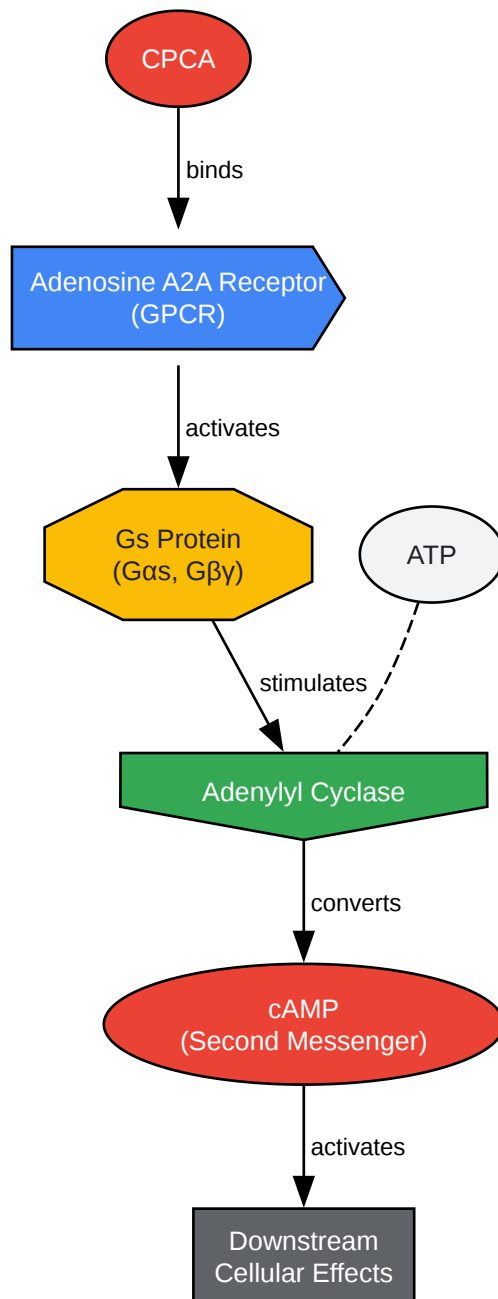 CPCA
binds
Adenosine A2A Receptor
(GPCR)
activates
Gs Protein
(Gαs, Gβγ)
ATP
stimulates
Adenylyl Cyclase
converts
cAMP
(Second Messenger)
activates
Downstream
Cellular Effects